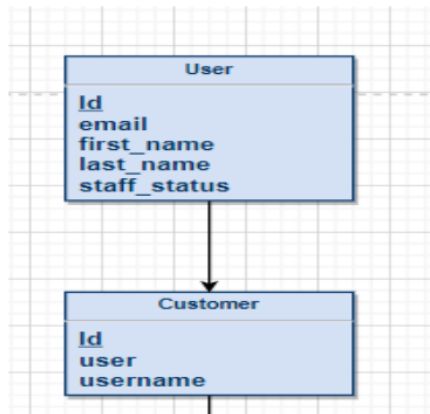 User
Id
email
first_name
last_name
staff_status
Customer
Id
user
username